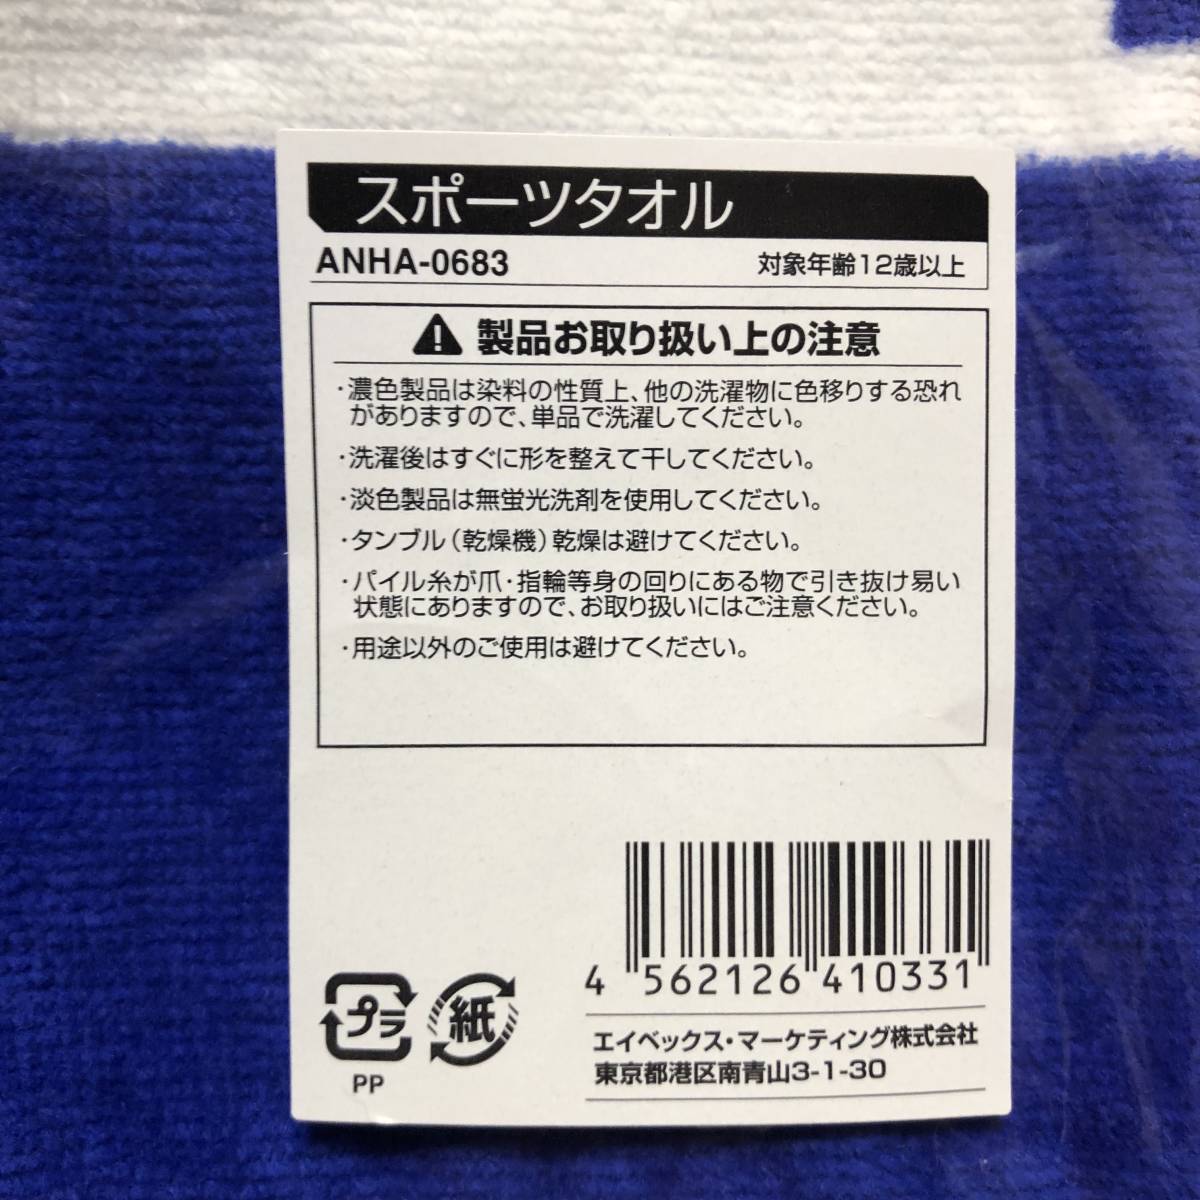 スポーツタオル
ANHA-0683 対象年齢12歳以上
製品お取り扱い上の注意
・濃色製品は染料の性質上、他の洗濯物に色移りする恐れ
がありますので、単品で洗濯してください。
・洗濯後はすぐに形を整えて干してください。
・淡色製品は無蛍光洗剤を使用してください。
・タンブル(乾燥機)乾燥は避けてください。
・パイル糸が爪・指輪等身の回りにある物で引き抜け易い
状態にありますので、お取り扱いにはご注意ください。
・用途以外のご使用は避けてください。
4 562126 410331
プラ 紙
PP
エイベックス・マーケティング株式会社
東京都港区南青山3-1-30